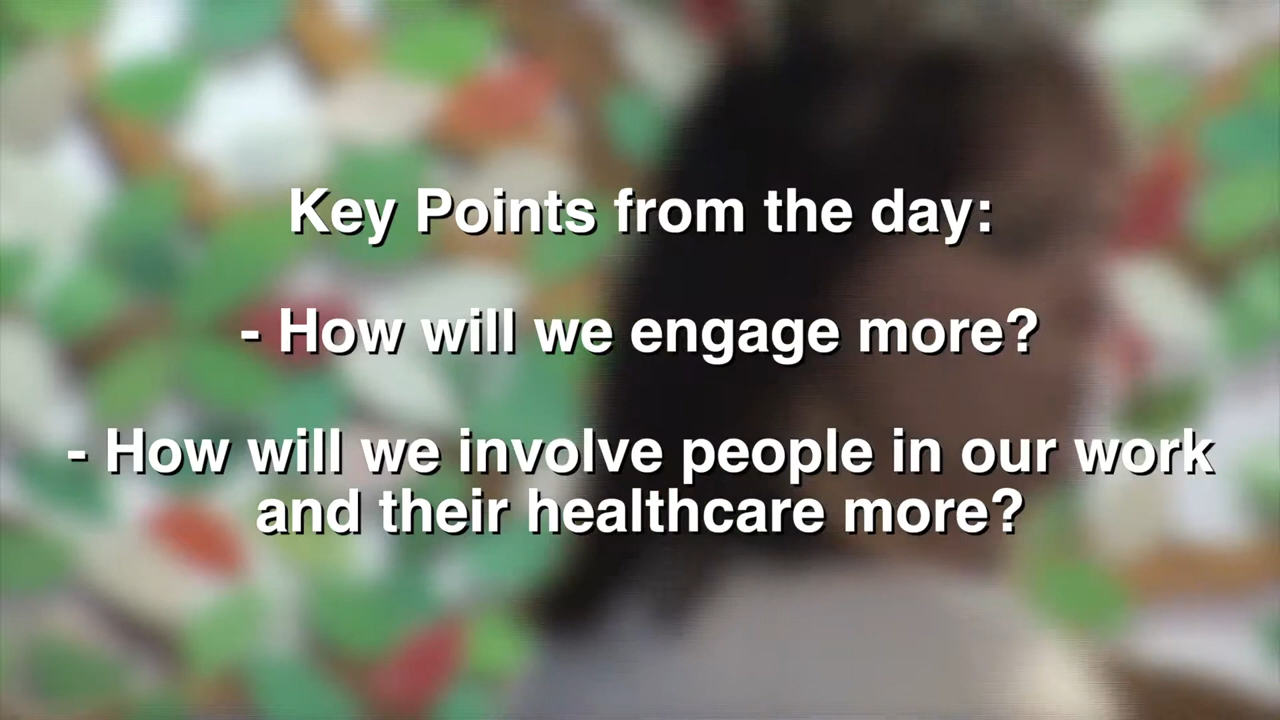 Key Points from the day:
- How will we engage more?
- How will we involve people in our work
and their healthcare more?